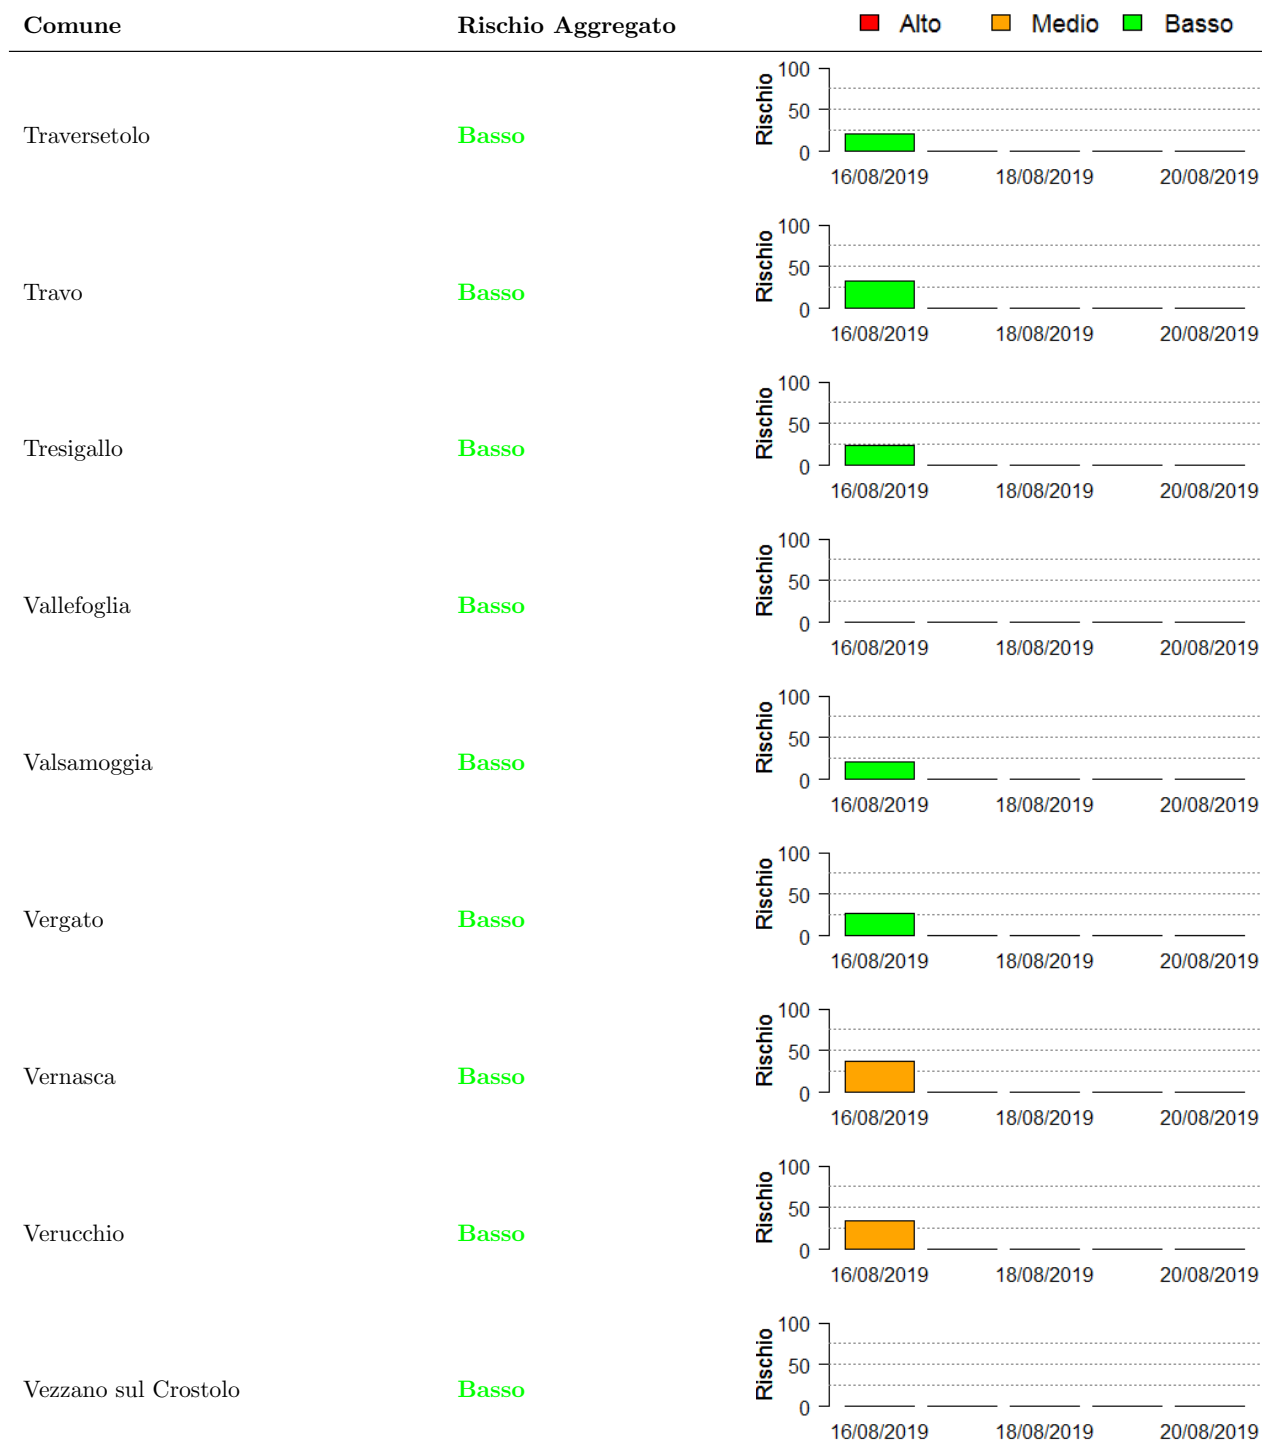 Comune Rischio Aggregato Alto Medio Basso
100
50
0
Rischio
Traversetolo Basso
16/08/2019 18/08/2019 20/08/2019
100
50
0
Rischio
Travo Basso
16/08/2019 18/08/2019 20/08/2019
100
50
0
Rischio
Tresigallo Basso
16/08/2019 18/08/2019 20/08/2019
100
50
0
Rischio
Vallefoglia Basso
16/08/2019 18/08/2019 20/08/2019
100
50
0
Rischio
Valsamoggia Basso
16/08/2019 18/08/2019 20/08/2019
100
50
0
Rischio
Vergato Basso
16/08/2019 18/08/2019 20/08/2019
100
50
0
Rischio
Vernasca Basso
16/08/2019 18/08/2019 20/08/2019
100
50
0
Rischio
Verucchio Basso
16/08/2019 18/08/2019 20/08/2019
100
50
0
Rischio
Vezzano sul Crostolo Basso
16/08/2019 18/08/2019 20/08/2019